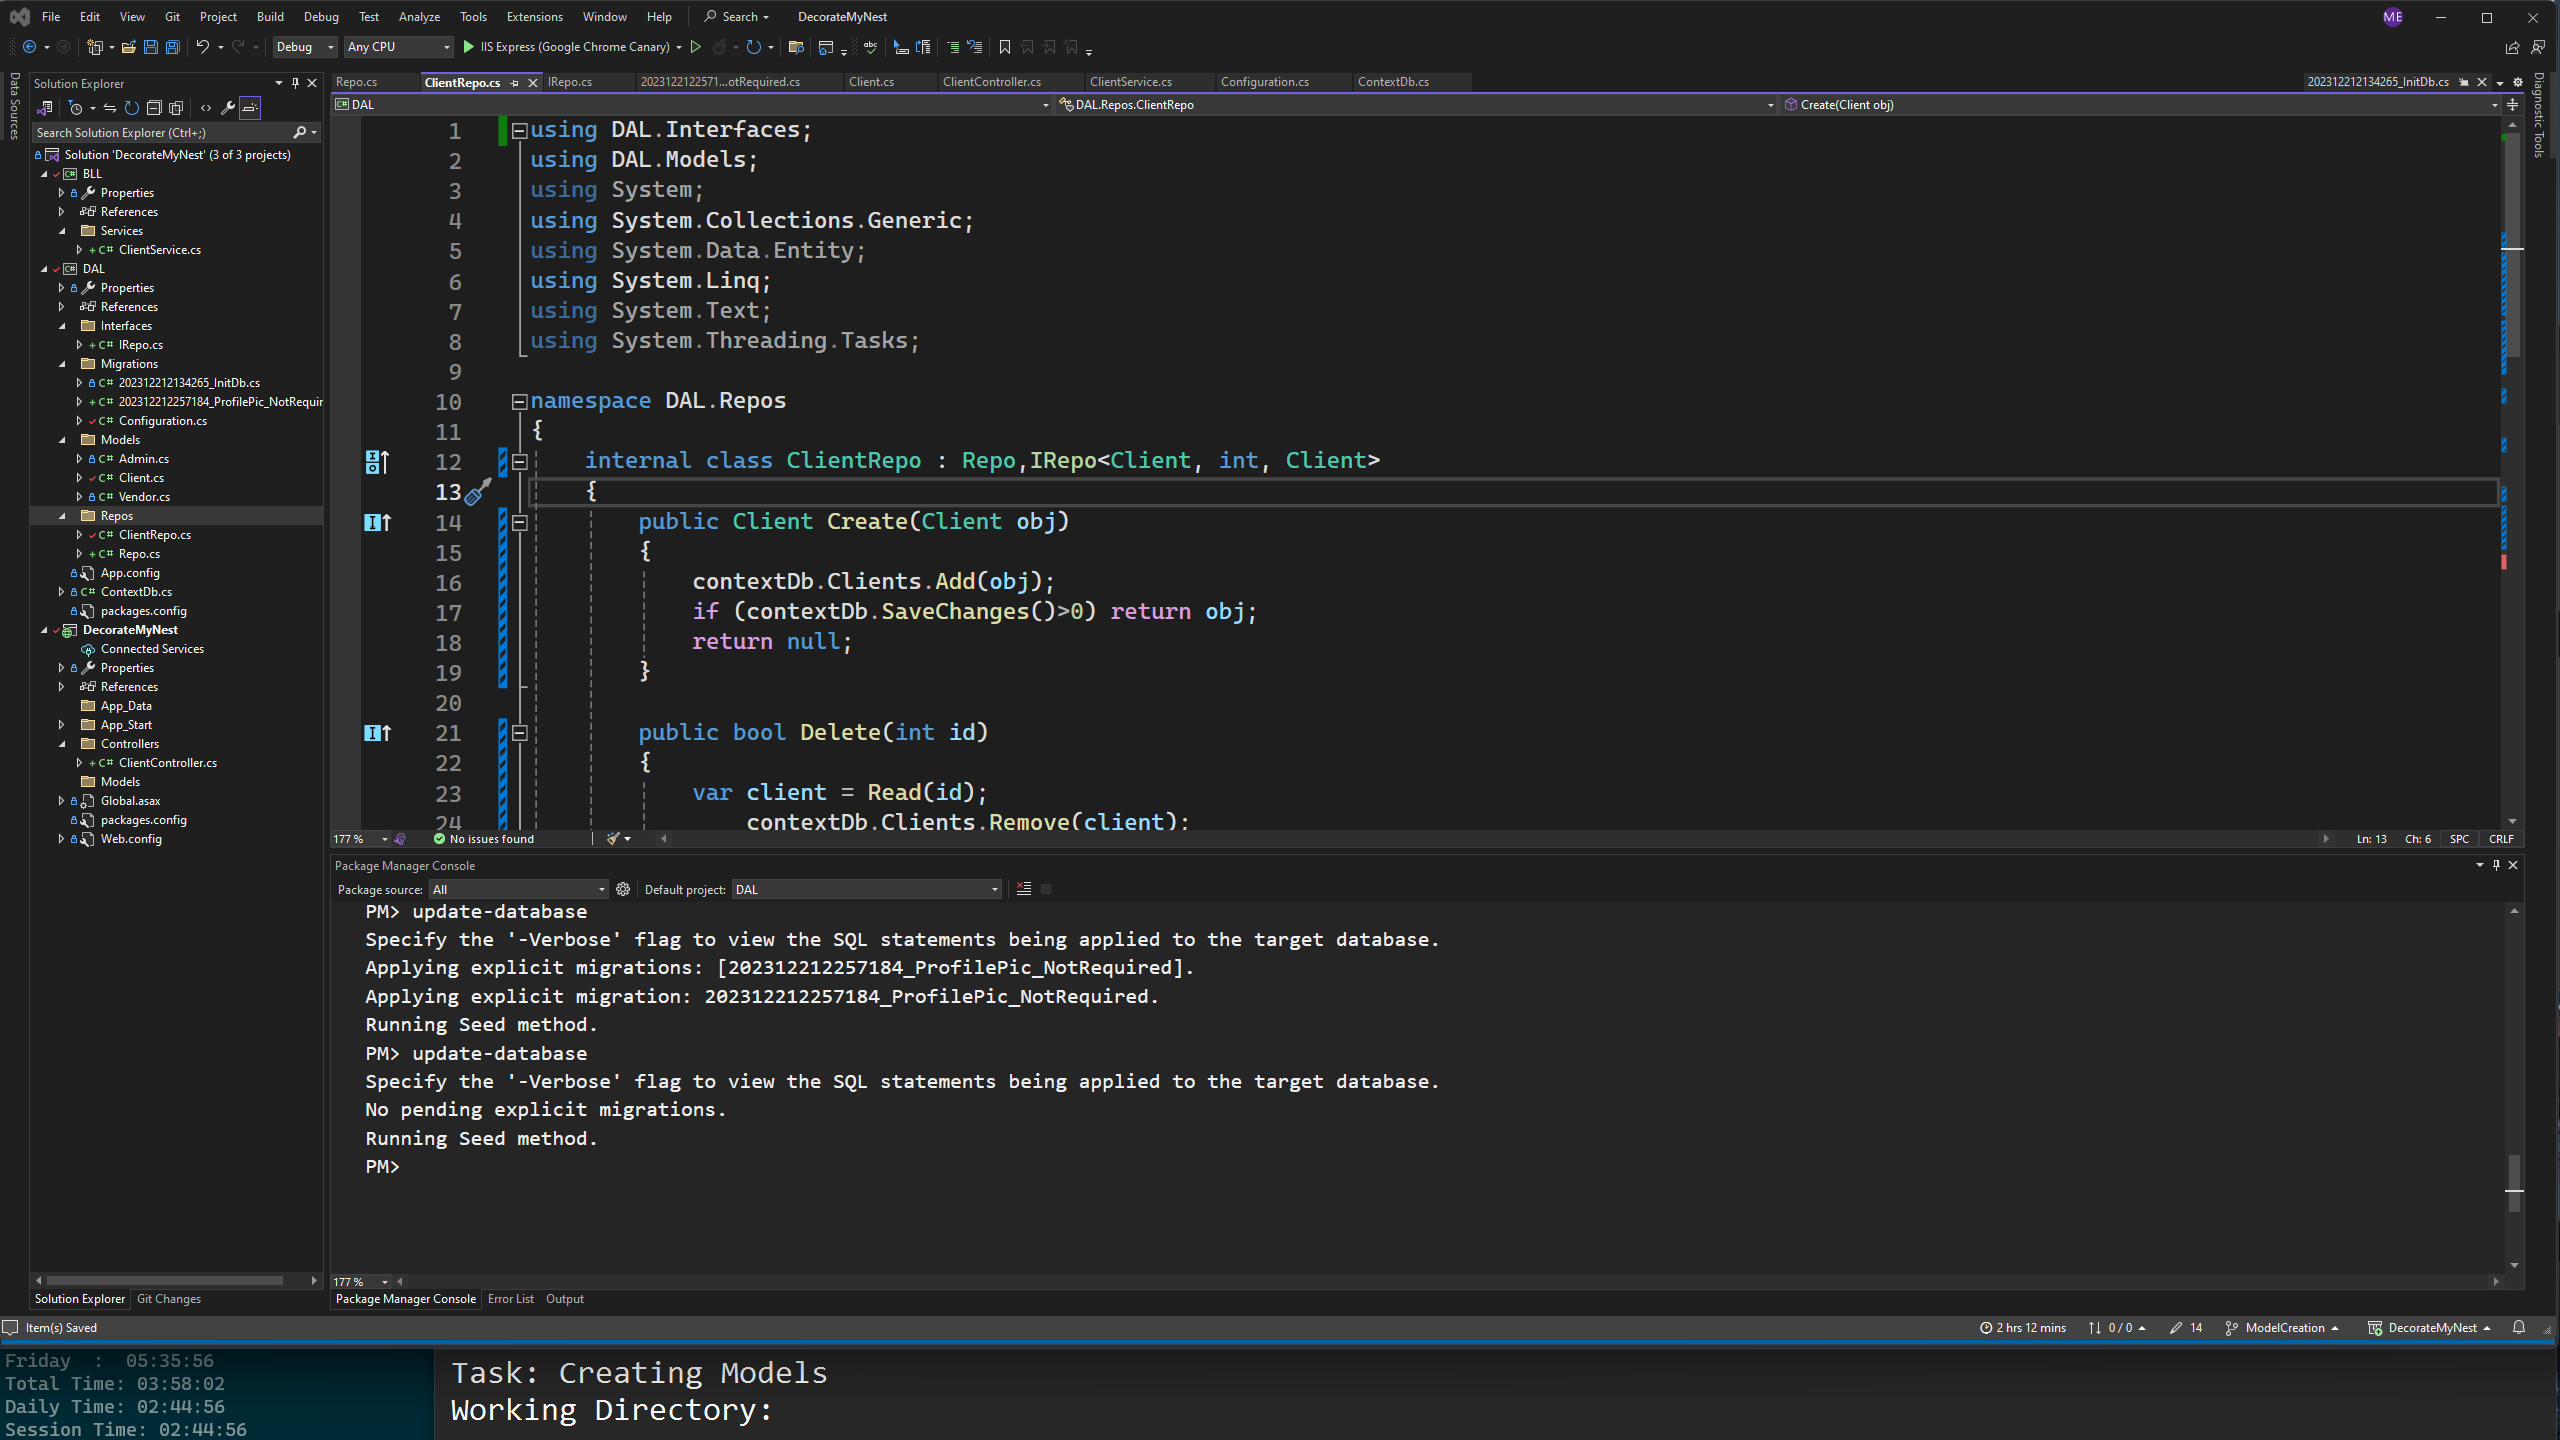 File Edit View Git Project Build Debug Test Analyze Tools Extensions Window Help Search DecorateMyNest ME
Debug Any CPU IIS Express (Google Chrome Canary)
Data Sources
Solution Explorer
Search Solution Explorer (Ctrl+;)
Solution 'DecorateMyNest' (3 of 3 projects)
BLL
Properties
References
Services
C# ClientService.cs
DAL
Properties
References
Interfaces
C# IRepo.cs
Migrations
C# 202312212134265_InitDb.cs
C# 202312212257184_ProfilePic_NotRequir
C# Configuration.cs
Models
C# Admin.cs
C# Client.cs
C# Vendor.cs
Repos
C# ClientRepo.cs
C# Repo.cs
App.config
C# ContextDb.cs
packages.config
DecorateMyNest
Connected Services
Properties
References
App_Data
App_Start
Controllers
C# ClientController.cs
Models
Global.asax
packages.config
Web.config
Solution Explorer Git Changes
Repo.cs ClientRepo.cs IRepo.cs 2023122122571...otRequired.cs Client.cs ClientController.cs ClientService.cs Configuration.cs ContextDb.cs 202312212134265_InitDb.cs
DAL DAL.Repos.ClientRepo Create(Client obj)
Diagnostic Tools
1 using DAL.Interfaces;
2 using DAL.Models;
3 using System;
4 using System.Collections.Generic;
5 using System.Data.Entity;
6 using System.Linq;
7 using System.Text;
8 using System.Threading.Tasks;
9
10 namespace DAL.Repos
11 {
12 internal class ClientRepo : Repo,IRepo<Client, int, Client>
13 {
14 public Client Create(Client obj)
15 {
16 contextDb.Clients.Add(obj);
17 if (contextDb.SaveChanges()>0) return obj;
18 return null;
19 }
20
21 public bool Delete(int id)
22 {
23 var client = Read(id);
24 contextDb.Clients.Remove(client);
177 % No issues found Ln: 13 Ch: 6 SPC CRLF
Package Manager Console
Package source: All Default project: DAL
PM> update-database
Specify the '-Verbose' flag to view the SQL statements being applied to the target database.
Applying explicit migrations: [202312212257184_ProfilePic_NotRequired].
Applying explicit migration: 202312212257184_ProfilePic_NotRequired.
Running Seed method.
PM> update-database
Specify the '-Verbose' flag to view the SQL statements being applied to the target database.
No pending explicit migrations.
Running Seed method.
PM>
177 %
Package Manager Console Error List Output
Item(s) Saved 2 hrs 12 mins 0 / 0 14 ModelCreation DecorateMyNest
Friday : 05:35:56
Total Time: 03:58:02
Daily Time: 02:44:56
Session Time: 02:44:56
Task: Creating Models
Working Directory: